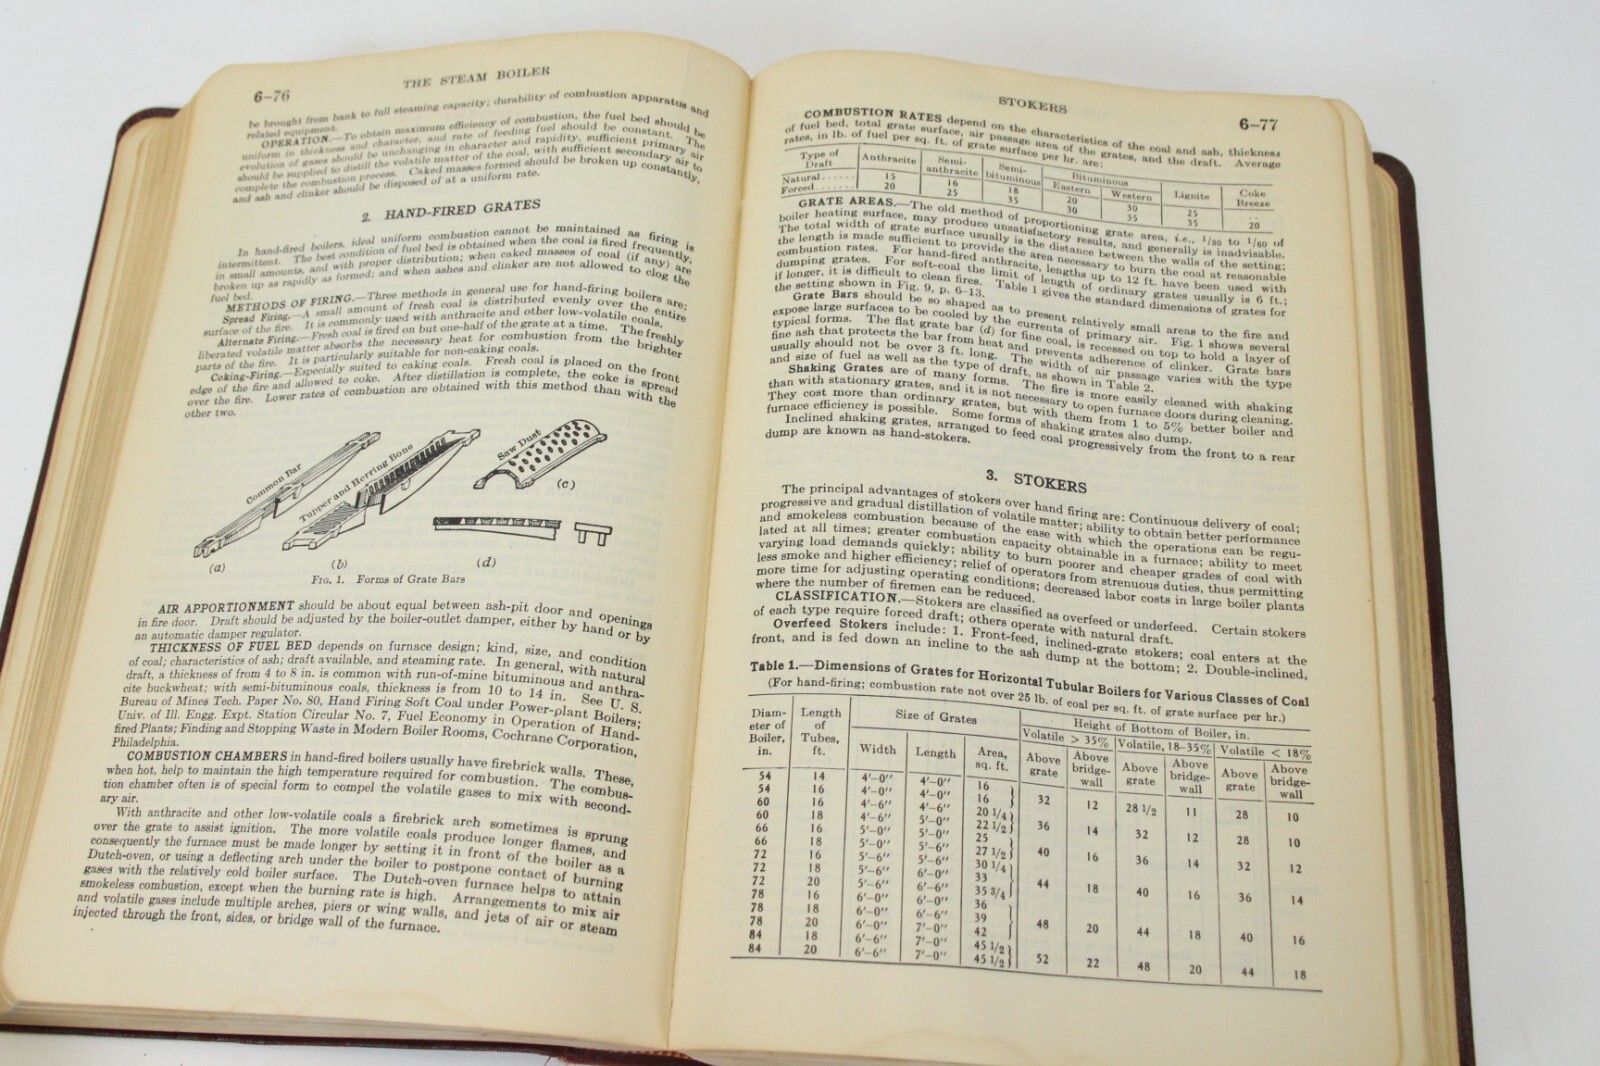 6–76
THE STEAM BOILER
be brought from bank to full steaming capacity; durability of combustion apparatus and
related equipment.
OPERATION.—To obtain maximum efficiency of combustion, the fuel bed should be
uniform in thickness and character, and rate of feeding fuel should be constant. The
evolution of gases should be unchanging in character and rapidity, sufficient primary air
should be supplied to distill the volatile matter of the coal, with sufficient secondary air to
complete the combustion process. Caked masses formed should be broken up constantly,
and ash and clinker should be disposed of at a uniform rate.
2. HAND-FIRED GRATES
In hand-fired boilers, ideal uniform combustion cannot be maintained as firing is
intermittent. The best condition of fuel bed is obtained when the coal is fired frequently,
in small amounts, and with proper distribution; when caked masses of coal (if any) are
broken up as rapidly as formed; and when ashes and clinker are not allowed to clog the
fuel bed.
METHODS OF FIRING.—Three methods in general use for hand-firing boilers are:
Spread Firing.—A small amount of fresh coal is distributed evenly over the entire
surface of the fire. It is commonly used with anthracite and other low-volatile coals.
Alternate Firing.—Fresh coal is fired on but one-half of the grate at a time. The freshly
liberated volatile matter absorbs the necessary heat for combustion from the brighter
parts of the fire. It is particularly suitable for non-caking coals.
Coking-Firing.—Especially suited to caking coals. Fresh coal is placed on the front
edge of the fire and allowed to coke. After distillation is complete, the coke is spread
over the fire. Lower rates of combustion are obtained with this method than with the
other two.
Common Bar
Tupper and Herring Bone
Saw Dust
(a)
(b)
(c)
(d)
FIG. 1. Forms of Grate Bars
AIR APPORTIONMENT should be about equal between ash-pit door and openings
in fire door. Draft should be adjusted by the boiler-outlet damper, either by hand or by
an automatic damper regulator.
THICKNESS OF FUEL BED depends on furnace design; kind, size, and condition
of coal; characteristics of ash; draft available, and steaming rate. In general, with natural
draft, a thickness of from 4 to 8 in. is common with run-of-mine bituminous and anthra-
cite buckwheat; with semi-bituminous coals, thickness is from 10 to 14 in. See U. S.
Bureau of Mines Tech. Paper No. 80, Hand Firing Soft Coal under Power-plant Boilers;
Univ. of Ill. Engg. Expt. Station Circular No. 7, Fuel Economy in Operation of Hand-
fired Plants; Finding and Stopping Waste in Modern Boiler Rooms, Cochrane Corporation,
Philadelphia.
COMBUSTION CHAMBERS in hand-fired boilers usually have firebrick walls. These,
when hot, help to maintain the high temperature required for combustion. The combus-
tion chamber often is of special form to compel the volatile gases to mix with second-
ary air.
With anthracite and other low-volatile coals a firebrick arch sometimes is sprung
over the grate to assist ignition. The more volatile coals produce longer flames, and
consequently the furnace must be made longer by setting it in front of the boiler as a
Dutch-oven, or using a deflecting arch under the boiler to postpone contact of burning
gases with the relatively cold boiler surface. The Dutch-oven furnace helps to attain
smokeless combustion, except when the burning rate is high. Arrangements to mix air
and volatile gases include multiple arches, piers or wing walls, and jets of air or steam
injected through the front, sides, or bridge wall of the furnace.
STOKERS
6–77
COMBUSTION RATES depend on the characteristics of the coal and ash, thickness
of fuel bed, total grate surface, air passage area of the grates, and the draft. Average
rates, in lb. of fuel per sq. ft. of grate surface per hr. are:
Type of Draft | Anthracite | Semi-anthracite | Semi-bituminous | Bituminous Eastern | Western | Lignite | Coke Breeze
Natural...... 15 16 18 20 30 25 ..
Forced....... 20 25 35 30 35 35 20
GRATE AREAS.—The old method of proportioning grate area, i.e., 1/50 to 1/60 of
boiler heating surface, may produce unsatisfactory results, and generally is inadvisable.
The total width of grate surface usually is the distance between the walls of the setting;
the length is made sufficient to provide the area necessary to burn the coal at reasonable
combustion rates. For hand-fired anthracite, lengths up to 12 ft. have been used with
dumping grates. For soft-coal the limit of length of ordinary grates usually is 6 ft.;
if longer, it is difficult to clean fires. Table 1 gives the standard dimensions of grates for
the setting shown in Fig. 9, p. 6–13.
Grate Bars should be so shaped as to present relatively small areas to the fire and
expose large surfaces to be cooled by the currents of primary air. Fig. 1 shows several
typical forms. The flat grate bar (d) for fine coal, is recessed on top to hold a layer of
fine ash that protects the bar from heat and prevents adherence of clinker. Grate bars
usually should not be over 3 ft. long. The width of air passage varies with the type
and size of fuel as well as the type of draft, as shown in Table 2.
Shaking Grates are of many forms. The fire is more easily cleaned with shaking
than with stationary grates, and it is not necessary to open furnace doors during cleaning.
They cost more than ordinary grates, but with them from 1 to 5% better boiler and
furnace efficiency is possible. Some forms of shaking grates also dump.
Inclined shaking grates, arranged to feed coal progressively from the front to a rear
dump are known as hand-stokers.
3. STOKERS
The principal advantages of stokers over hand firing are: Continuous delivery of coal;
progressive and gradual distillation of volatile matter; ability to obtain better performance
and smokeless combustion because of the ease with which the operations can be regu-
lated at all times; greater combustion capacity obtainable in a furnace; ability to meet
varying load demands quickly; ability to burn poorer and cheaper grades of coal with
less smoke and higher efficiency; relief of operators from strenuous duties, thus permitting
more time for adjusting operating conditions; decreased labor costs in large boiler plants
where the number of firemen can be reduced.
CLASSIFICATION.—Stokers are classified as overfeed or underfeed. Certain stokers
of each type require forced draft; others operate with natural draft.
Overfeed Stokers include: 1. Front-feed, inclined-grate stokers; coal enters at the
front, and is fed down an incline to the ash dump at the bottom; 2. Double-inclined,
Table 1.—Dimensions of Grates for Horizontal Tubular Boilers for Various Classes of Coal
(For hand-firing; combustion rate not over 25 lb. of coal per sq. ft. of grate surface per hr.)
Diam-eter of Boiler, in. | Length of Tubes, ft. | Size of Grates | Height of Bottom of Boiler, in.
Volatile > 35% | Volatile, 18–35% | Volatile < 18%
Width | Length | Area, sq. ft. | Above grate | Above bridge-wall | Above grate | Above bridge-wall | Above grate | Above bridge-wall
54 14 4′–0″ 4′–0″ 16
54 16 4′–0″ 4′–0″ 16 32 12 28 1/2 11 28 10
60 16 4′–6″ 4′–6″ 20 1/4
60 18 4′–6″ 5′–0″ 22 1/2 36 14 32 12 28 10
66 16 5′–0″ 5′–0″ 25
66 18 5′–0″ 5′–6″ 27 1/2 40 16 36 14 32 12
72 16 5′–6″ 5′–6″ 30 1/4
72 18 5′–6″ 6′–0″ 33 44 18 40 16 36 14
72 20 5′–6″ 6′–6″ 35 3/4
78 16 6′–0″ 6′–0″ 36
78 18 6′–0″ 6′–6″ 39 48 20 44 18 40 16
78 20 6′–0″ 7′–0″ 42
84 18 6′–6″ 7′–0″ 45 1/2
84 20 6′–6″ 7′–0″ 45 1/2 52 22 48 20 44 18